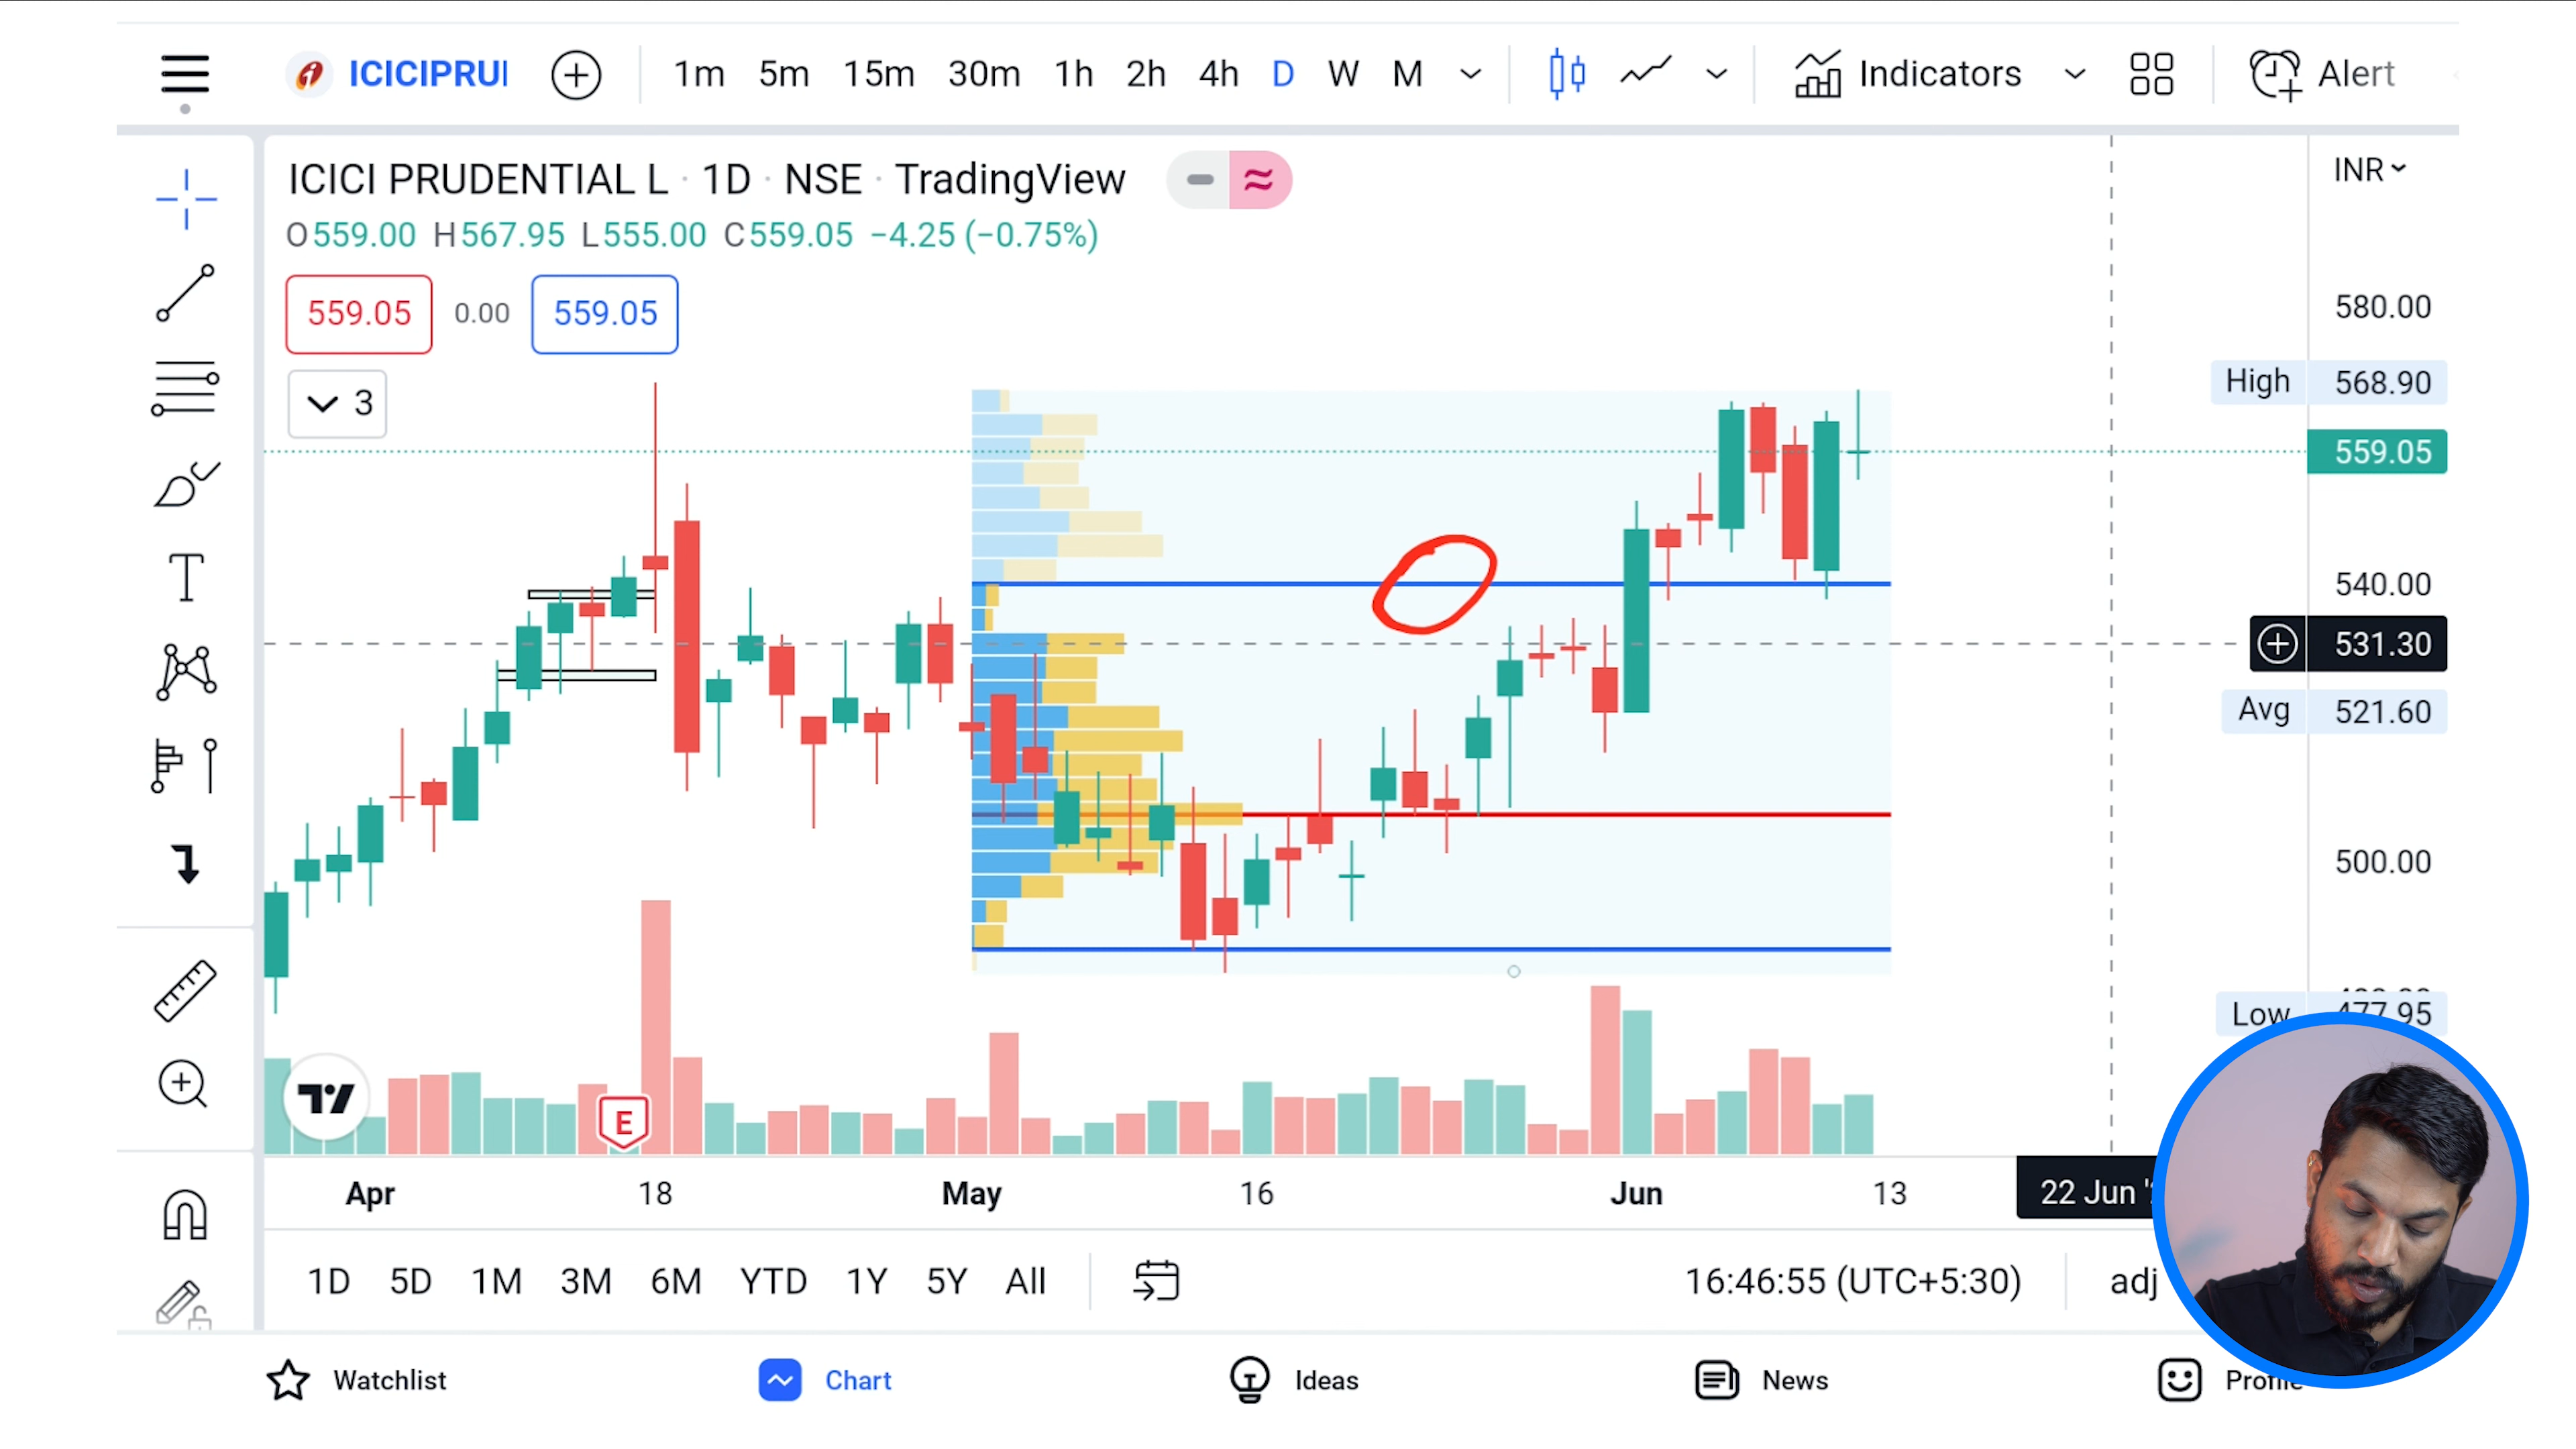 ICICIPRUI 1m 5m 15m 30m 1h 2h 4h D W M Indicators Alert
ICICI PRUDENTIAL L · 1D · NSE · TradingView
INR
O559.00 H567.95 L555.00 C559.05 −4.25 (−0.75%)
559.05 0.00 559.05
3
580.00
High 568.90
559.05
540.00
531.30
Avg 521.60
500.00
Low 477.95
E
Apr 18 May 16 Jun 13 22 Jun
1D 5D 1M 3M 6M YTD 1Y 5Y All 16:46:55 (UTC+5:30) adj
Watchlist Chart Ideas News Profile